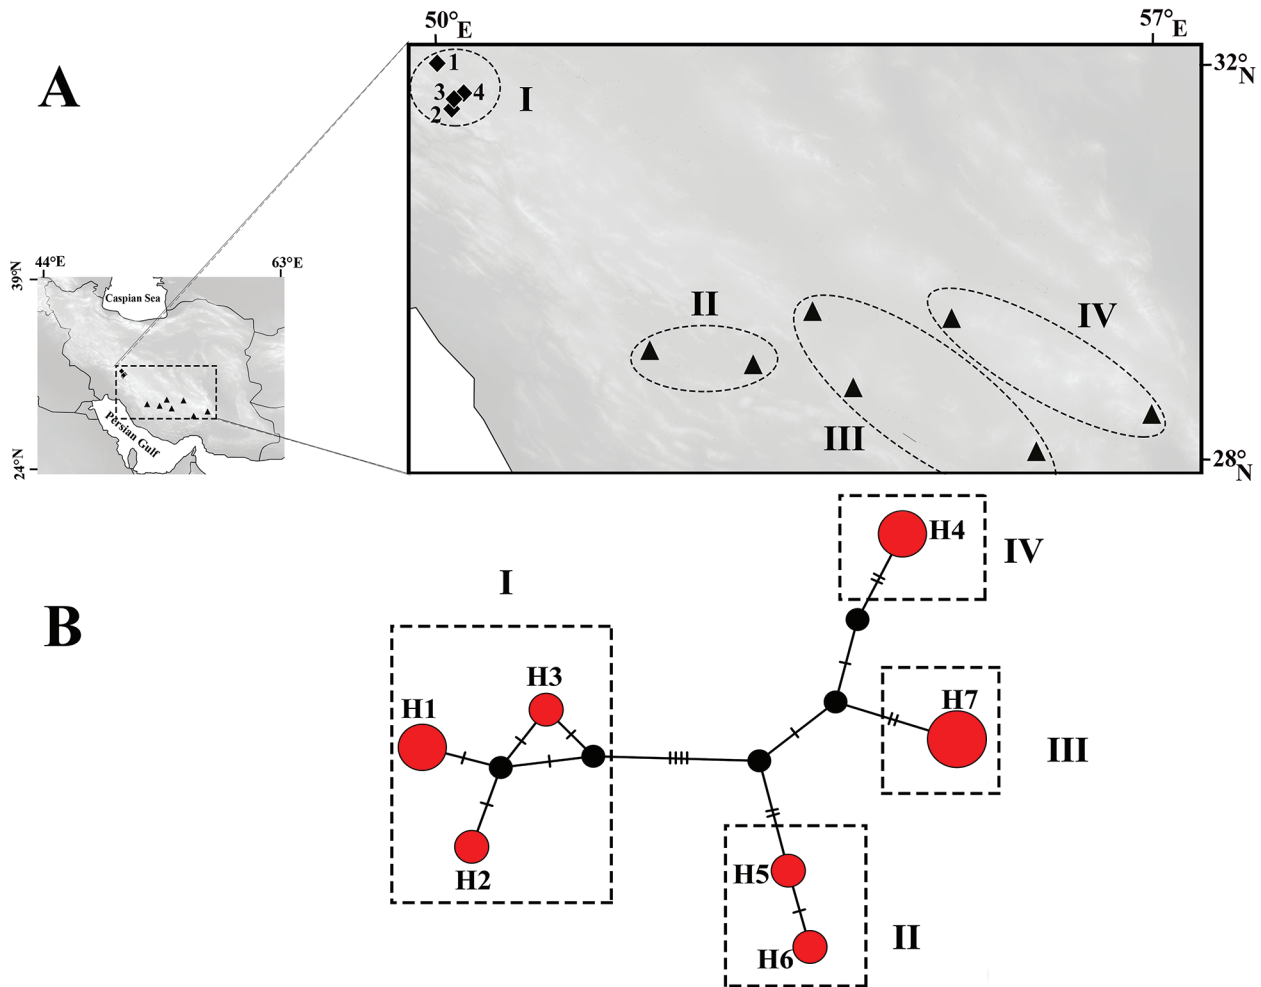 50°E
57°E
A
32°N
1
3 4
2
I
44°E
63°E
39°N
Caspian Sea
II
IV
III
Persian Gulf
24°N
28°N
B
H4
IV
I
H3
H1
H7
III
H2
H5
H6
II